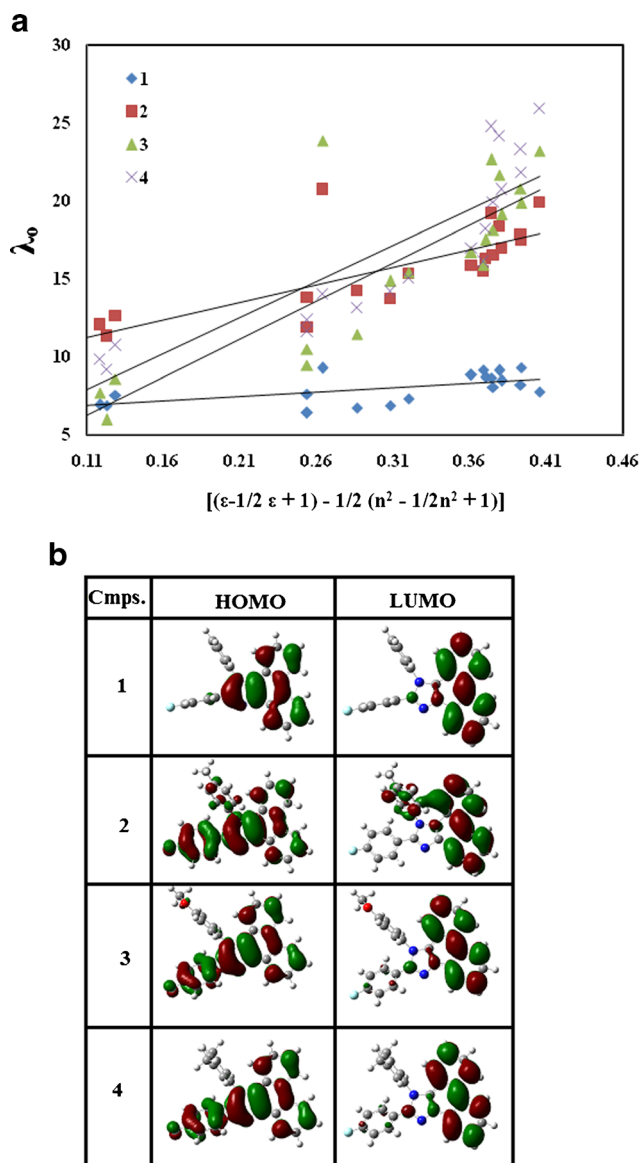 a
30
25
20
15
10
5
λ₀
1
2
3
4
0.11 0.16 0.21 0.26 0.31 0.36 0.41 0.46
[(ε-1/2 ε + 1) - 1/2 (n² - 1/2n² + 1)]
b
Cmps. HOMO LUMO
1
2
3
4